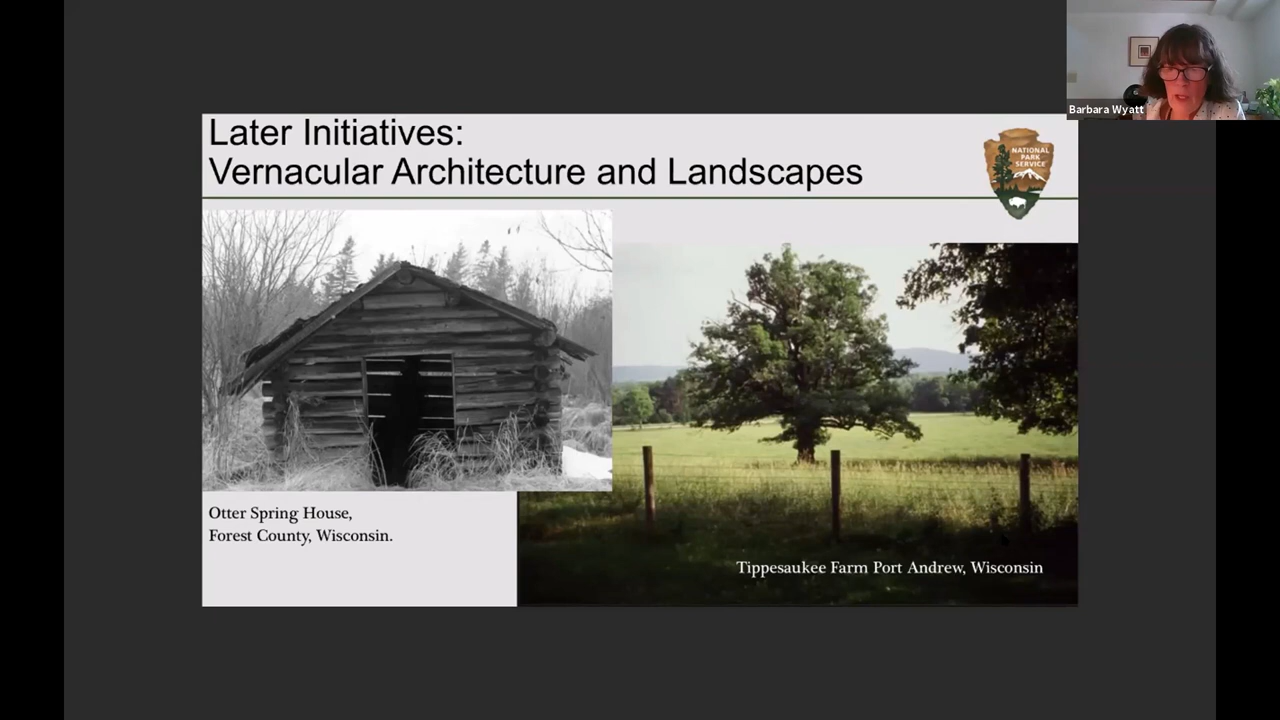 Barbara Wyatt
Later Initiatives:
Vernacular Architecture and Landscapes
NATIONAL
PARK
SERVICE
Otter Spring House,
Forest County, Wisconsin.
Tippesaukee Farm Port Andrew, Wisconsin